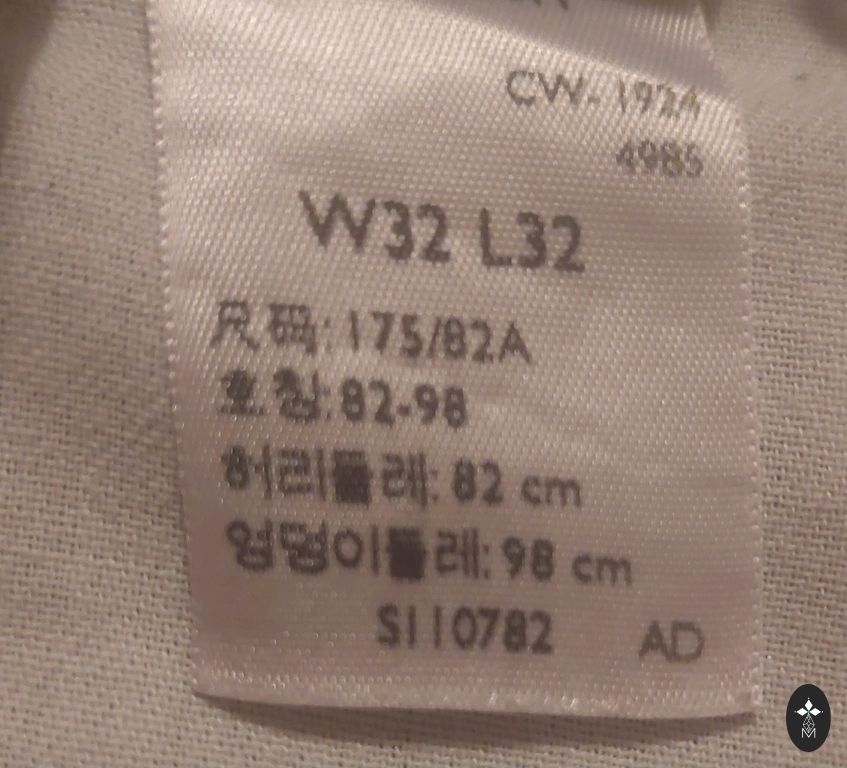 CW- 1924
4985
W32 L32
尺码: 175/82A
호칭: 82-98
허리둘레: 82 cm
엉덩이둘레: 98 cm
S110782 AD
M